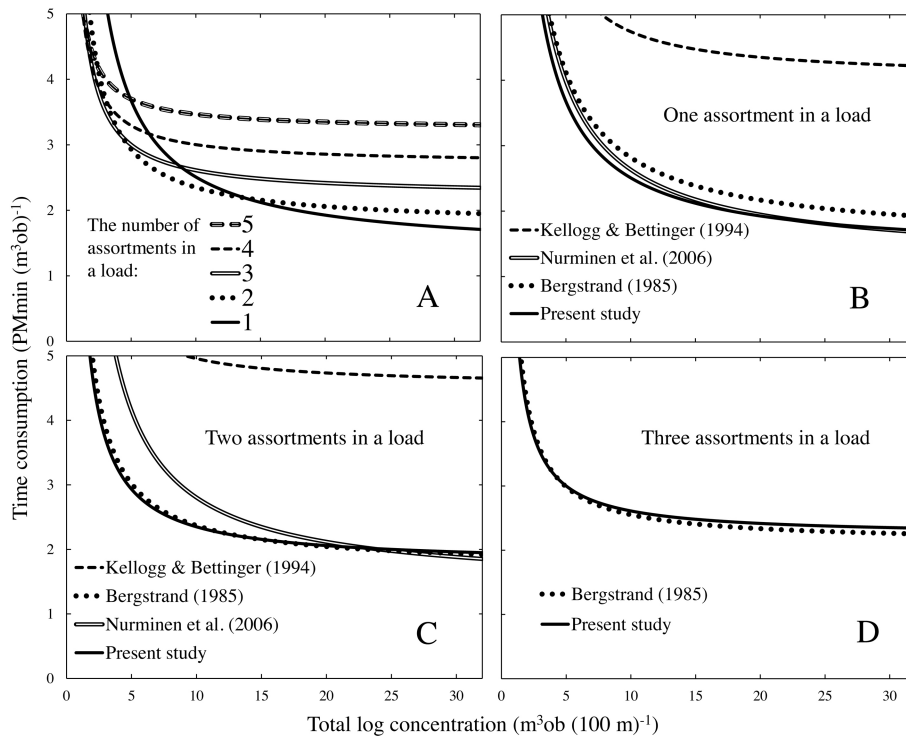 5
4
3
2
1
0
The number of
assortments in
a load:
5
4
3
2
1
A
One assortment in a load
Kellogg & Bettinger (1994)
Nurminen et al. (2006)
Bergstrand (1985)
Present study
B
5
4
3
2
1
0
Two assortments in a load
Kellogg & Bettinger (1994)
Bergstrand (1985)
Nurminen et al. (2006)
Present study
C
0 5 10 15 20 25 30
Three assortments in a load
Bergstrand (1985)
Present study
D
0 5 10 15 20 25 30
Time consumption (PMmin (m³ob)⁻¹)
Total log concentration (m³ob (100 m)⁻¹)